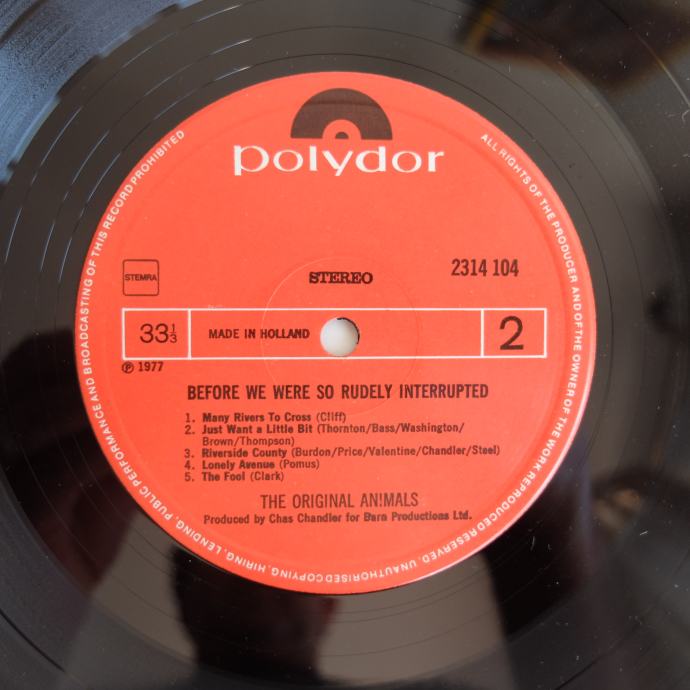 polydor
ALL RIGHTS OF THE PRODUCER AND OF THE OWNER OF THE WORK REPRODUCED RESERVED. UNAUTHORISED COPYING, HIRING, LENDING, PUBLIC PERFORMANCE AND BROADCASTING OF THIS RECORD PROHIBITED
STEMRA
STEREO
2314 104
33⅓
MADE IN HOLLAND
2
℗ 1977
BEFORE WE WERE SO RUDELY INTERRUPTED
1. Many Rivers To Cross (Cliff)
2. Just Want a Little Bit (Thornton/Bass/Washington/
Brown/Thompson)
3. Riverside County (Burdon/Price/Valentine/Chandler/Steel)
4. Lonely Avenue (Pomus)
5. The Fool (Clark)
THE ORIGINAL AN!MALS
Produced by Chas Chandler for Barn Productions Ltd.